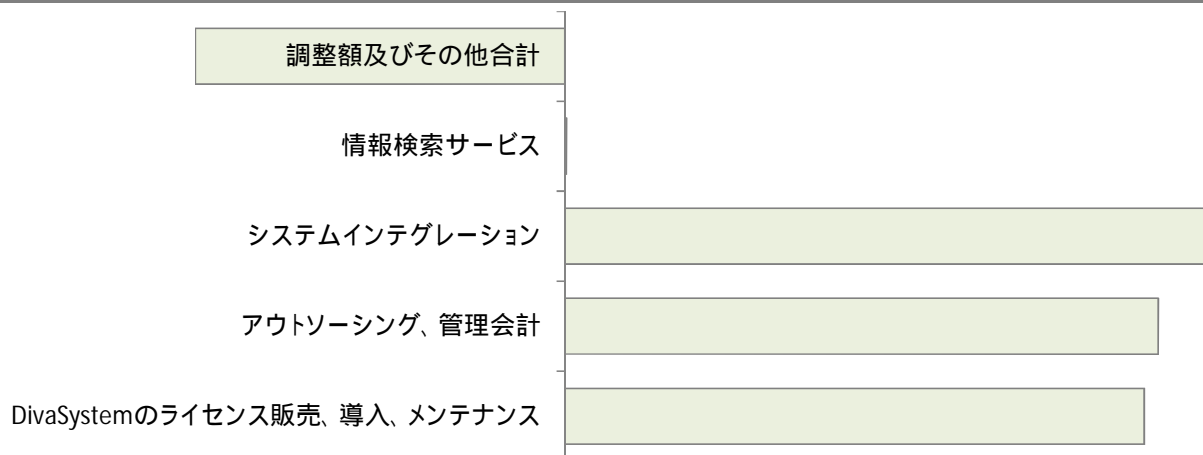 調整額及びその他合計
情報検索サービス
システムインテグレーション
アウトソーシング、管理会計
DivaSystemのライセンス販売、導入、メンテナンス